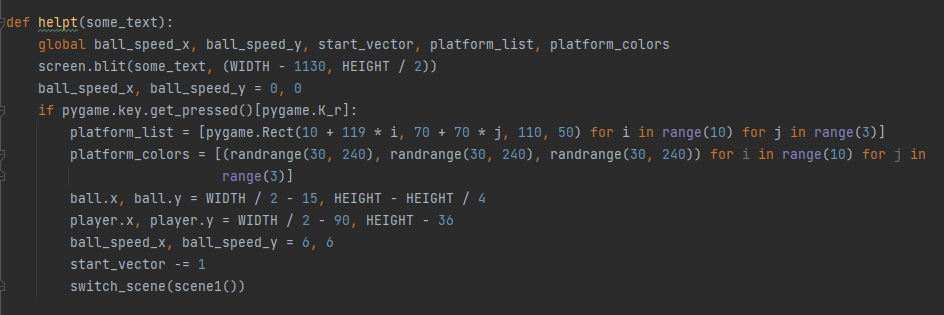 def helpt(some_text):
    global ball_speed_x, ball_speed_y, start_vector, platform_list, platform_colors
    screen.blit(some_text, (WIDTH - 1130, HEIGHT / 2))
    ball_speed_x, ball_speed_y = 0, 0
    if pygame.key.get_pressed()[pygame.K_r]:
        platform_list = [pygame.Rect(10 + 119 * i, 70 + 70 * j, 110, 50) for i in range(10) for j in range(3)]
        platform_colors = [(randrange(30, 240), randrange(30, 240), randrange(30, 240)) for i in range(10) for j in
                           range(3)]
        ball.x, ball.y = WIDTH / 2 - 15, HEIGHT - HEIGHT / 4
        player.x, player.y = WIDTH / 2 - 90, HEIGHT - 36
        ball_speed_x, ball_speed_y = 6, 6
        start_vector -= 1
        switch_scene(scene1())